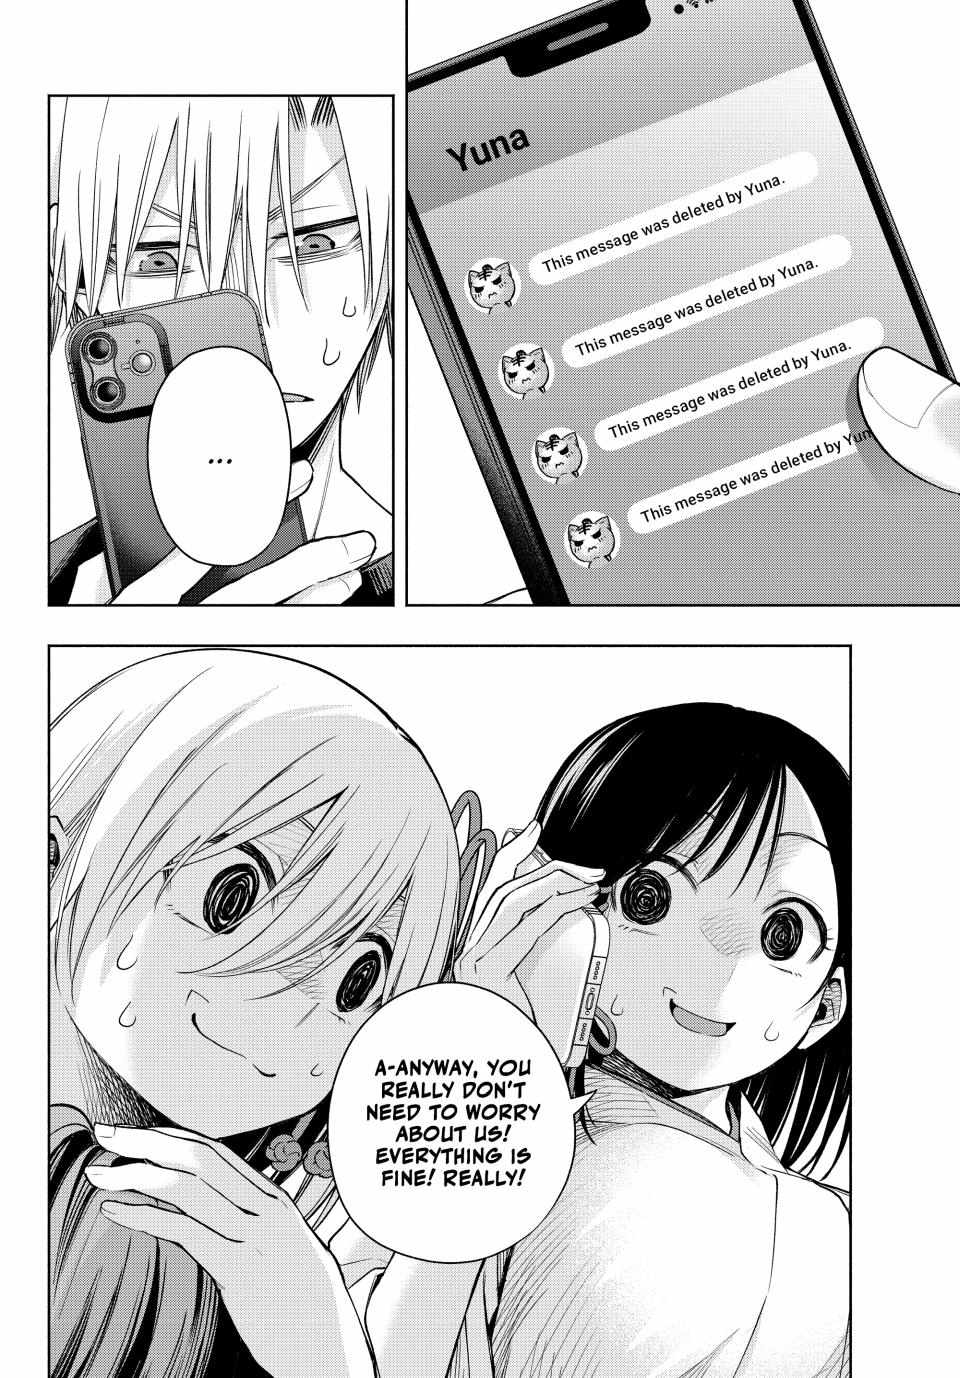 Yuna
This message was deleted by Yuna.
This message was deleted by Yuna.
This message was deleted by Yuna.
This message was deleted by Yun
...
A-ANYWAY, YOU
REALLY DON'T
NEED TO WORRY
ABOUT US!
EVERYTHING IS
FINE! REALLY!